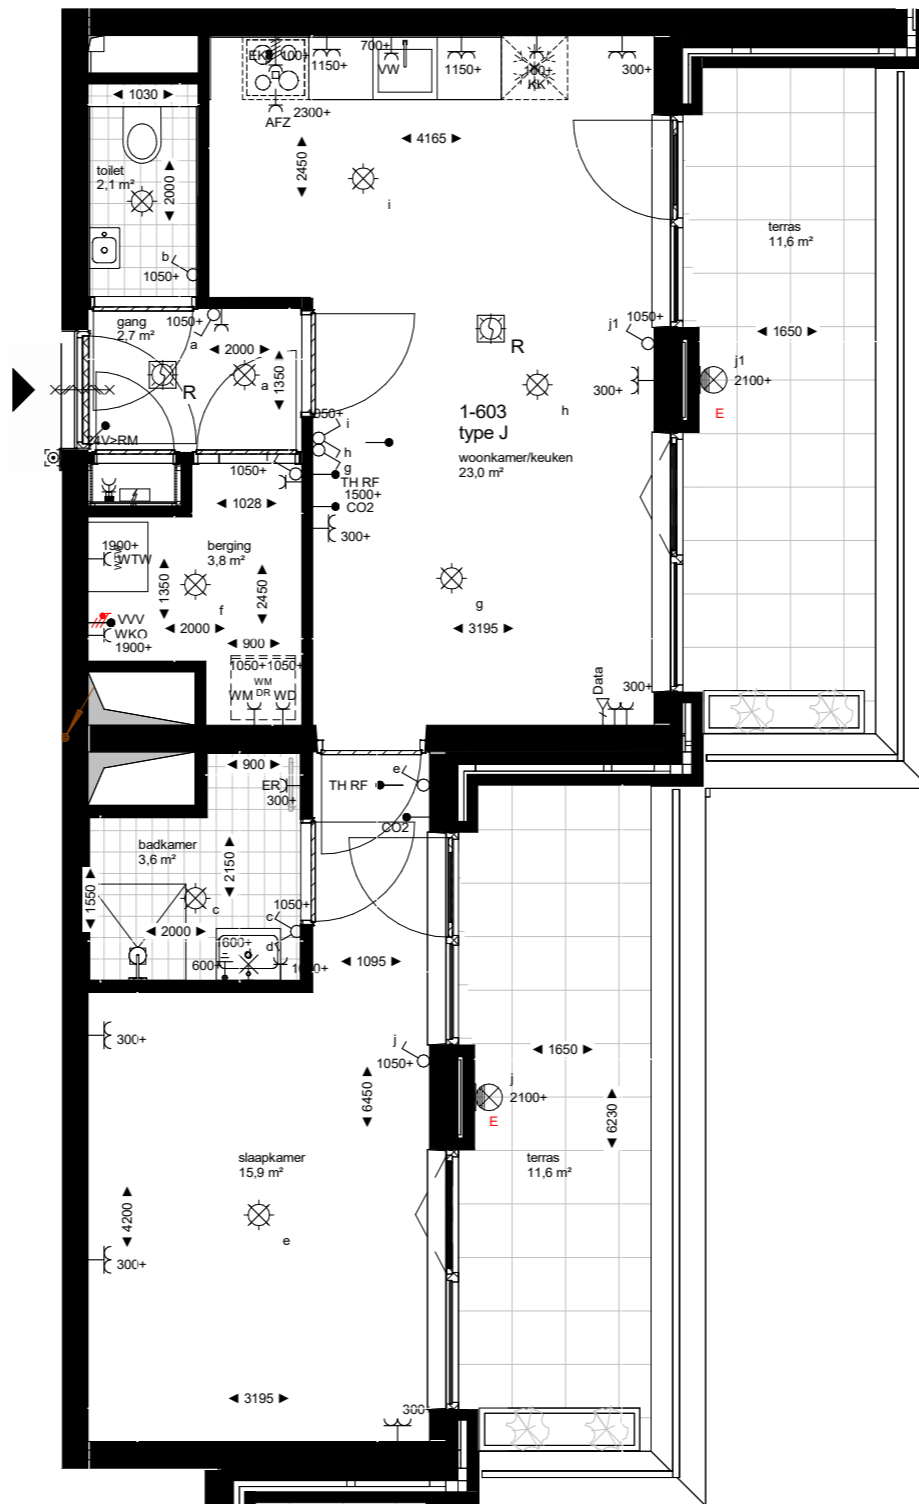 EK 100+
1150+
700+
VW
1150+
100+
KK
300+
1030
AFZ
2300+
2450
4165
toilet
2,1 m²
2000
i
terras
11,6 m²
b
1050+
gang
2,7 m²
1050+
a
2000
a
1350
R
R
j1
1050+
1650
j1
2100+
E
300+
h
1-603
type J
woonkamer/keuken
23,0 m²
1050+
i
h
g
24V>RM
f
1050+
TH RF
1500+
CO2
300+
1028
1900+
WTW
berging
3,8 m²
1350
2450
f
2000
VVV
WKO
1900+
900
1050+ 1050+
WM
DR
WM
WD
g
3195
Data
300+
900
ER
300+
TH RF
e
CO2
badkamer
3,6 m²
2150
1550
c
2000
1050+
c
d
600+
600+
1095
300+
j
1050+
6450
1650
j
2100+
E
6230
slaapkamer
15,9 m²
terras
11,6 m²
4200
e
300+
3195
300+